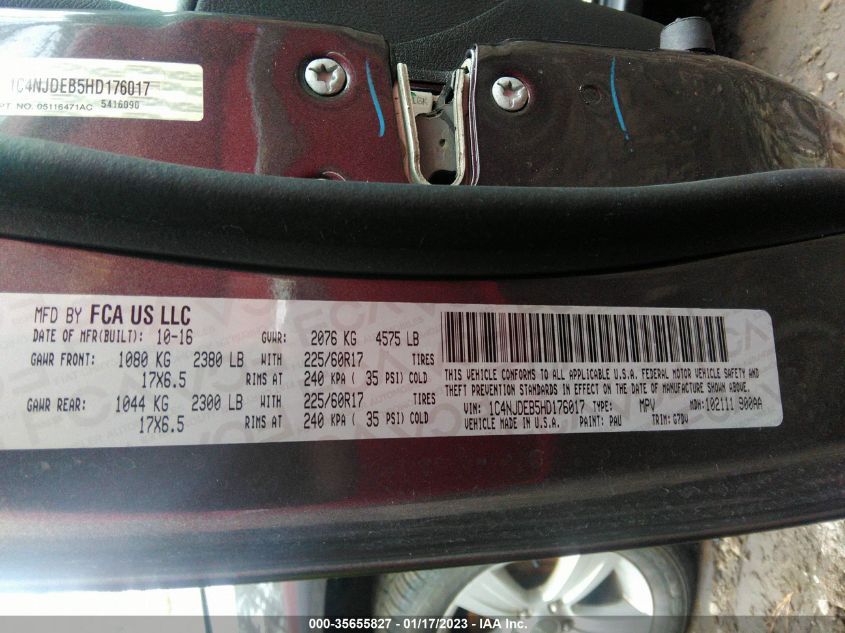 1C4NJDEB5HD176017
PT NO. 05116471AC 5416090
MFD BY FCA US LLC
DATE OF MFR(BUILT): 10-16 GVWR: 2076 KG 4575 LB
GAWR FRONT: 1080 KG 2380 LB WITH 225/60R17 TIRES
17X6.5 RIMS AT 240 KPA ( 35 PSI) COLD
GAWR REAR: 1044 KG 2300 LB WITH 225/60R17 TIRES
17X6.5 RIMS AT 240 KPA ( 35 PSI) COLD
THIS VEHICLE CONFORMS TO ALL APPLICABLE U.S.A. FEDERAL MOTOR VEHICLE SAFETY AND
THEFT PREVENTION STANDARDS IN EFFECT ON THE DATE OF MANUFACTURE SHOWN ABOVE.
VIN: 1C4NJDEB5HD176017 TYPE: MPV MDH: 102111 900AA
VEHICLE MADE IN U.S.A. PAINT: PAU TRIM: G7DV
000-35655827 - 01/17/2023 - IAA Inc.